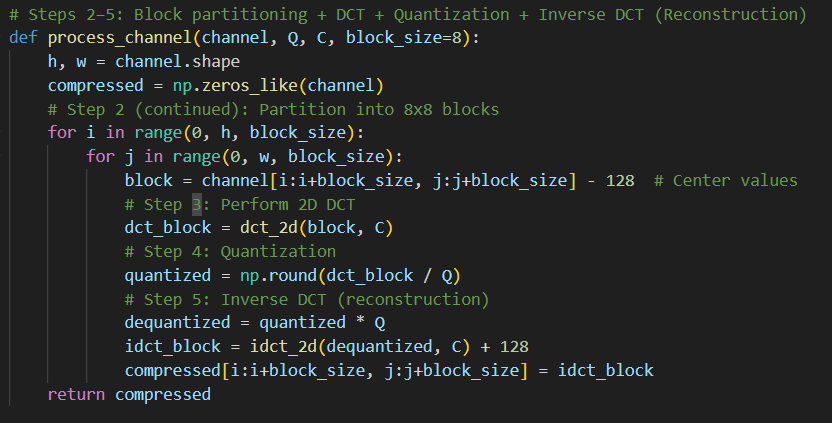 # Steps 2–5: Block partitioning + DCT + Quantization + Inverse DCT (Reconstruction)
def process_channel(channel, Q, C, block_size=8):
    h, w = channel.shape
    compressed = np.zeros_like(channel)
    # Step 2 (continued): Partition into 8x8 blocks
    for i in range(0, h, block_size):
        for j in range(0, w, block_size):
            block = channel[i:i+block_size, j:j+block_size] - 128  # Center values
            # Step 3: Perform 2D DCT
            dct_block = dct_2d(block, C)
            # Step 4: Quantization
            quantized = np.round(dct_block / Q)
            # Step 5: Inverse DCT (reconstruction)
            dequantized = quantized * Q
            idct_block = idct_2d(dequantized, C) + 128
            compressed[i:i+block_size, j:j+block_size] = idct_block
    return compressed